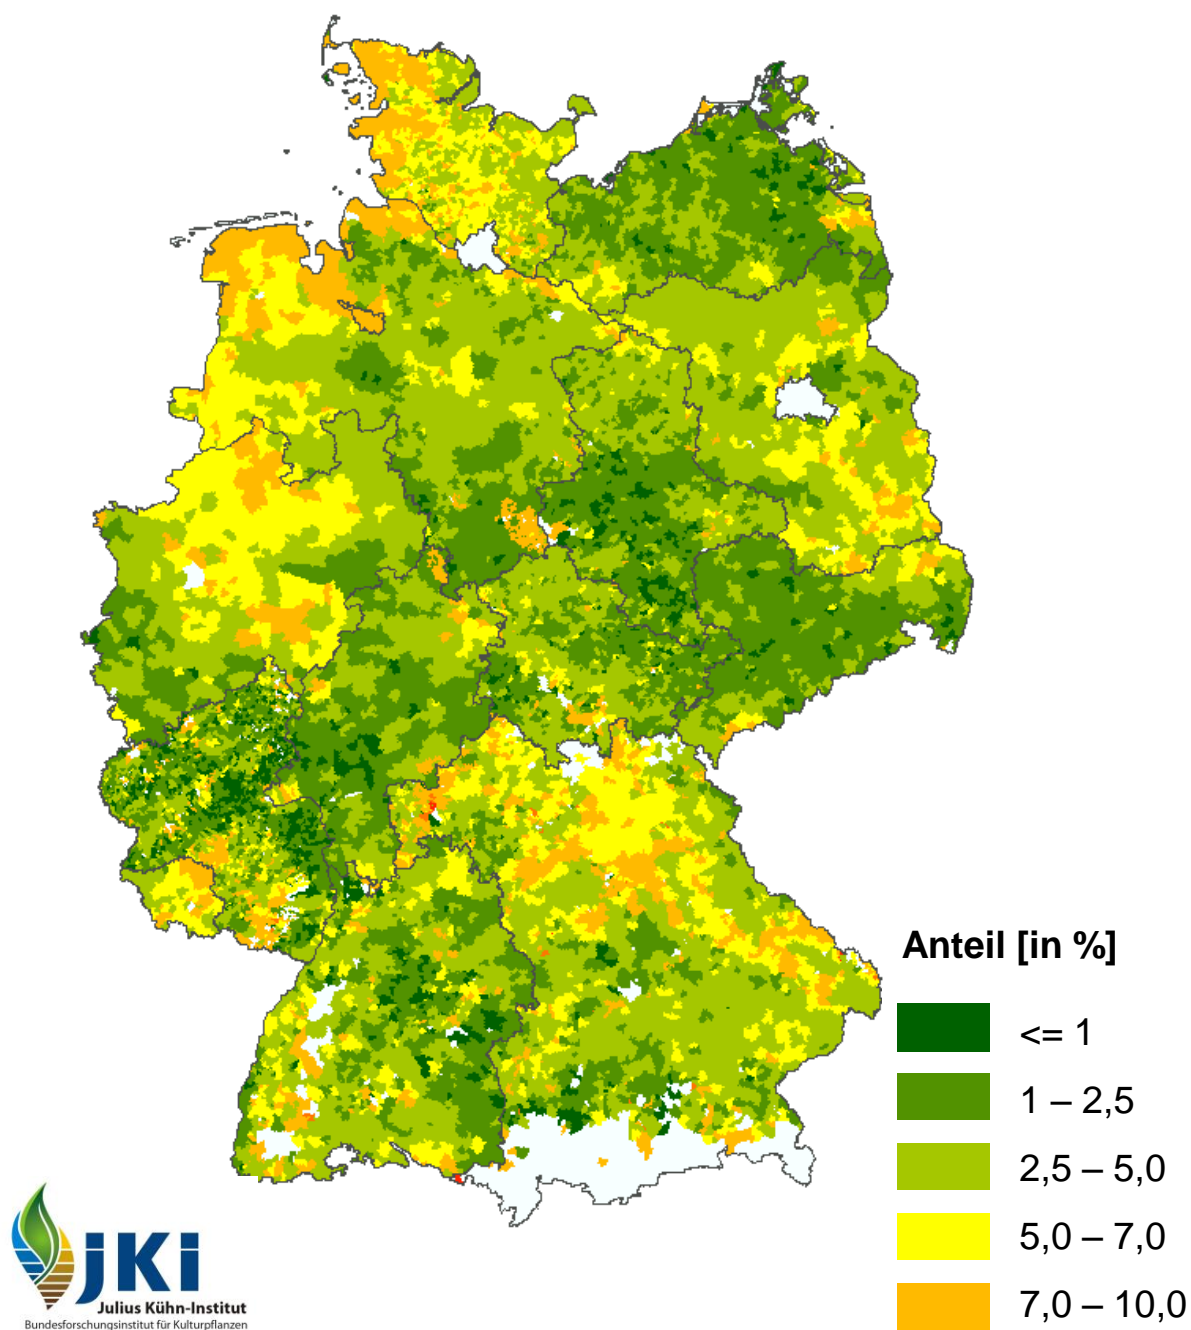 Anteil [in %]
<= 1
1 – 2,5
2,5 – 5,0
5,0 – 7,0
7,0 – 10,0
JKI
Julius Kühn-Institut
Bundesforschungsinstitut für Kulturpflanzen